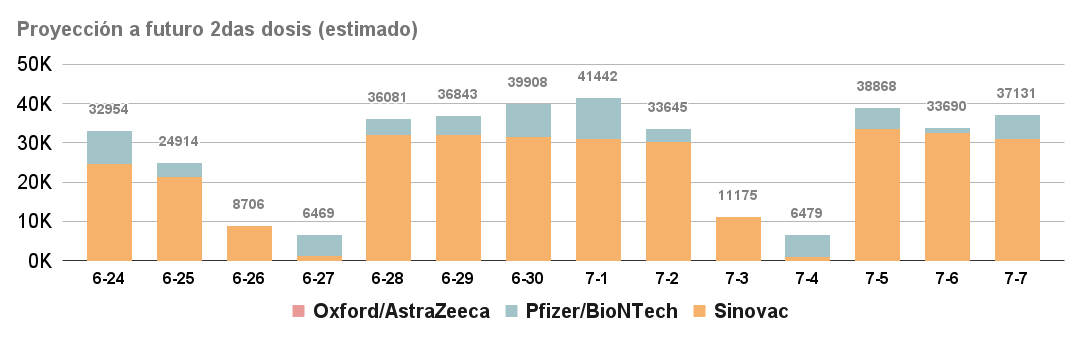 Proyección a futuro 2das dosis (estimado)
50K
40K
30K
20K
10K
0K
32954
24914
8706
6469
36081
36843
39908
41442
33645
11175
6479
38868
33690
37131
6-24 6-25 6-26 6-27 6-28 6-29 6-30 7-1 7-2 7-3 7-4 7-5 7-6 7-7
Oxford/AstraZeeca Pfizer/BioNTech Sinovac